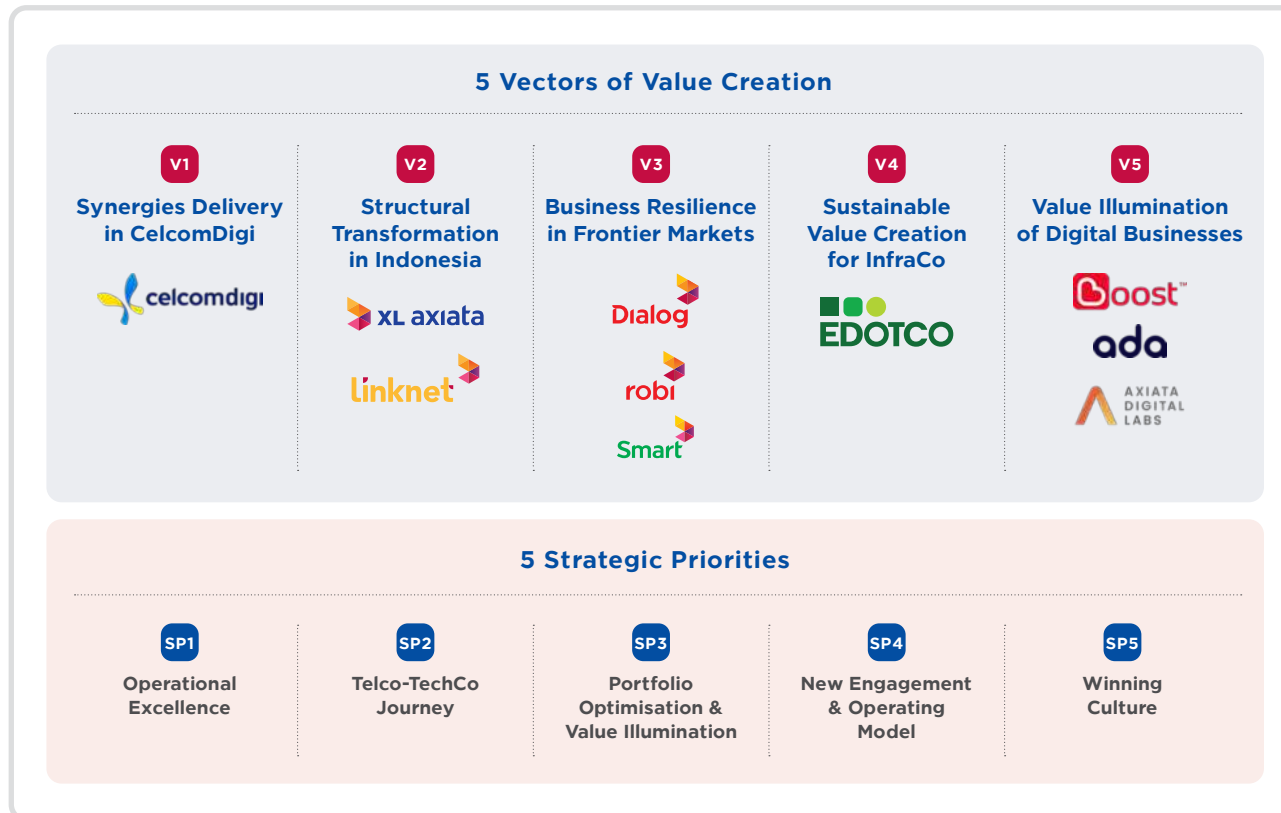 5 Vectors of Value Creation
V1
Synergies Delivery
in CelcomDigi
celcomdigi
V2
Structural
Transformation
in Indonesia
XL axiata
linknet
V3
Business Resilience
in Frontier Markets
Dialog
robi
Smart
V4
Sustainable
Value Creation
for InfraCo
EDOTCO
V5
Value Illumination
of Digital Businesses
boost™
ada
AXIATA
DIGITAL
LABS
5 Strategic Priorities
SP1
Operational
Excellence
SP2
Telco-TechCo
Journey
SP3
Portfolio
Optimisation &
Value Illumination
SP4
New Engagement
& Operating
Model
SP5
Winning
Culture